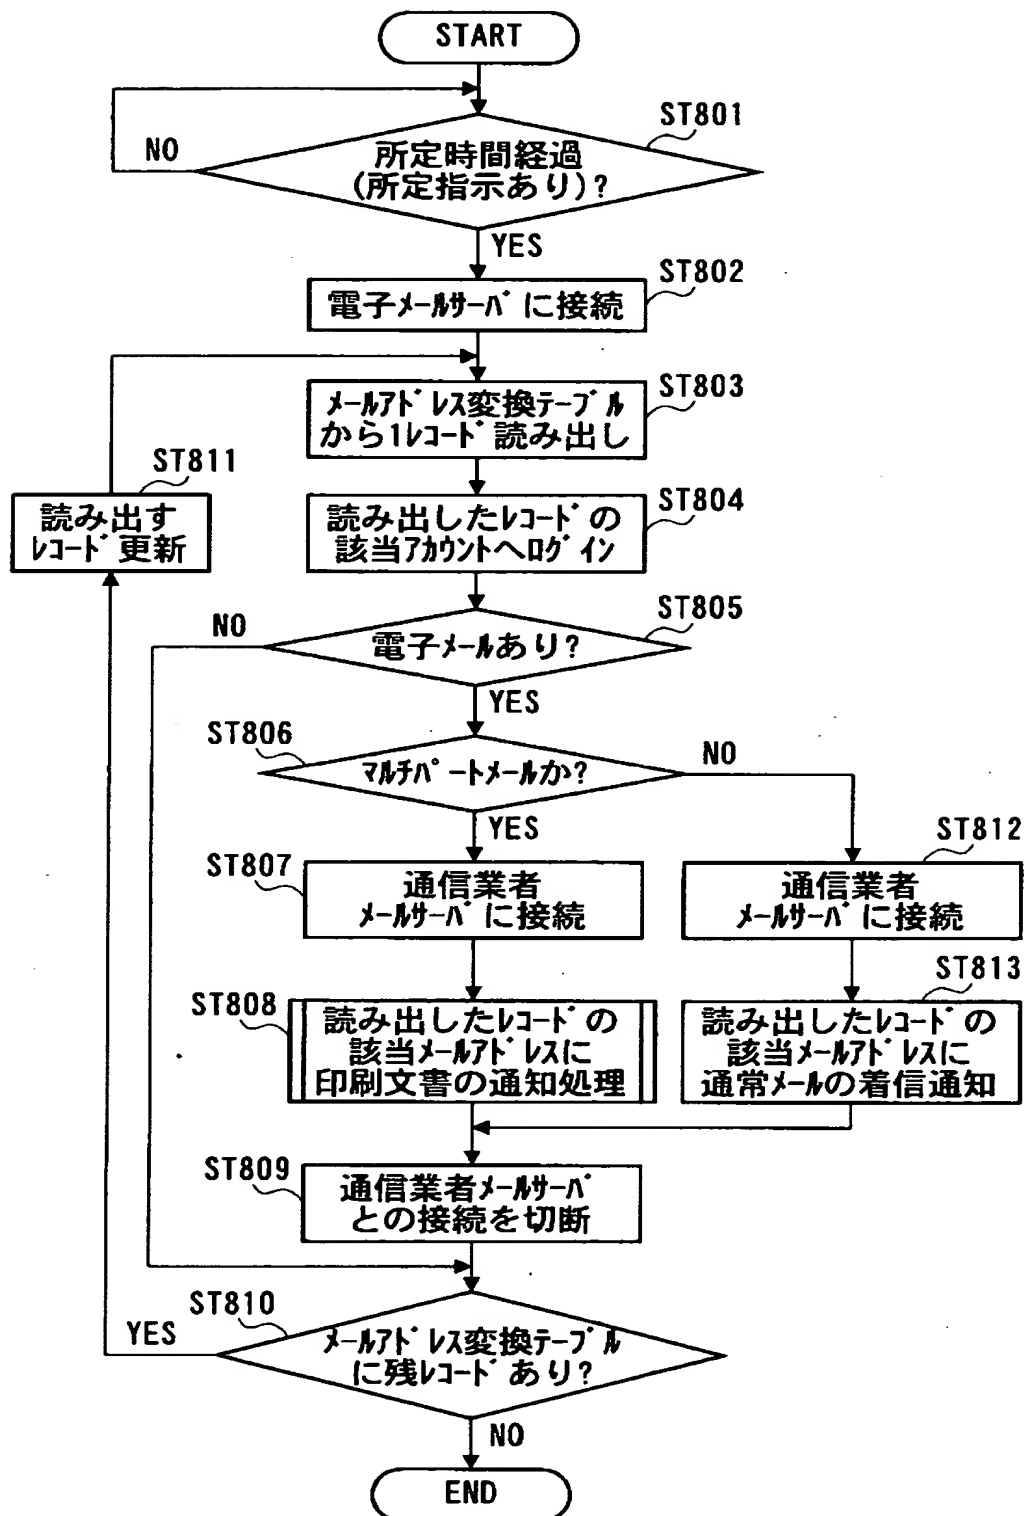 START
ST801
NO
所定時間経過
(所定指示あり)?
YES
ST802
電子メールサーバに接続
ST803
メールアドレス変換テーブル
から1レコード読み出し
ST811
読み出す
レコード更新
ST804
読み出したレコードの
該当アカウントへログイン
ST805
NO
電子メールあり?
YES
ST806
マルチパートメールか?
NO
YES
ST807
通信業者
メールサーバに接続
ST812
通信業者
メールサーバに接続
ST808
読み出したレコードの
該当メールアドレスに
印刷文書の通知処理
ST813
読み出したレコードの
該当メールアドレスに
通常メールの着信通知
ST809
通信業者メールサーバ
との接続を切断
ST810
YES
メールアドレス変換テーブル
に残レコードあり?
NO
END